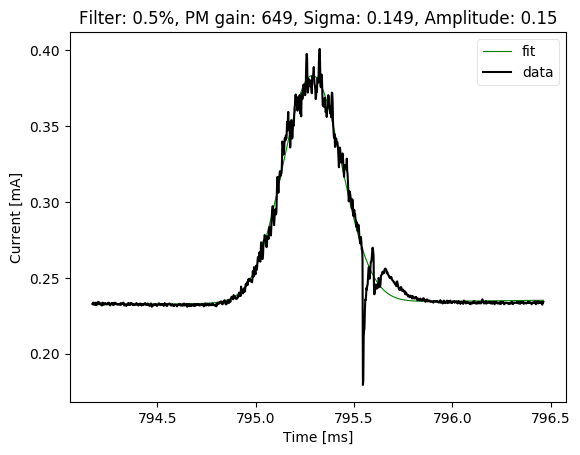 Filter: 0.5%, PM gain: 649, Sigma: 0.149, Amplitude: 0.15
fit
data
0.40
0.35
0.30
0.25
0.20
Current [mA]
794.5
795.0
795.5
796.0
796.5
Time [ms]